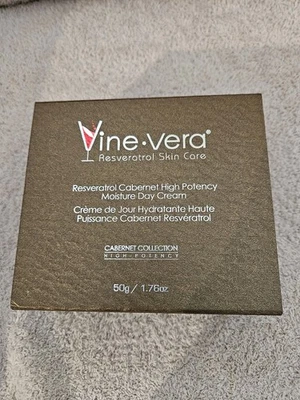 Vine·vera®
Resveratrol Skin Care
Resveratrol Cabernet High Potency
Moisture Day Cream
Crème de Jour Hydratante Haute
Puissance Cabernet Resvératrol
CABERNET COLLECTION
HIGH-POTENCY
50g / 1.76oz